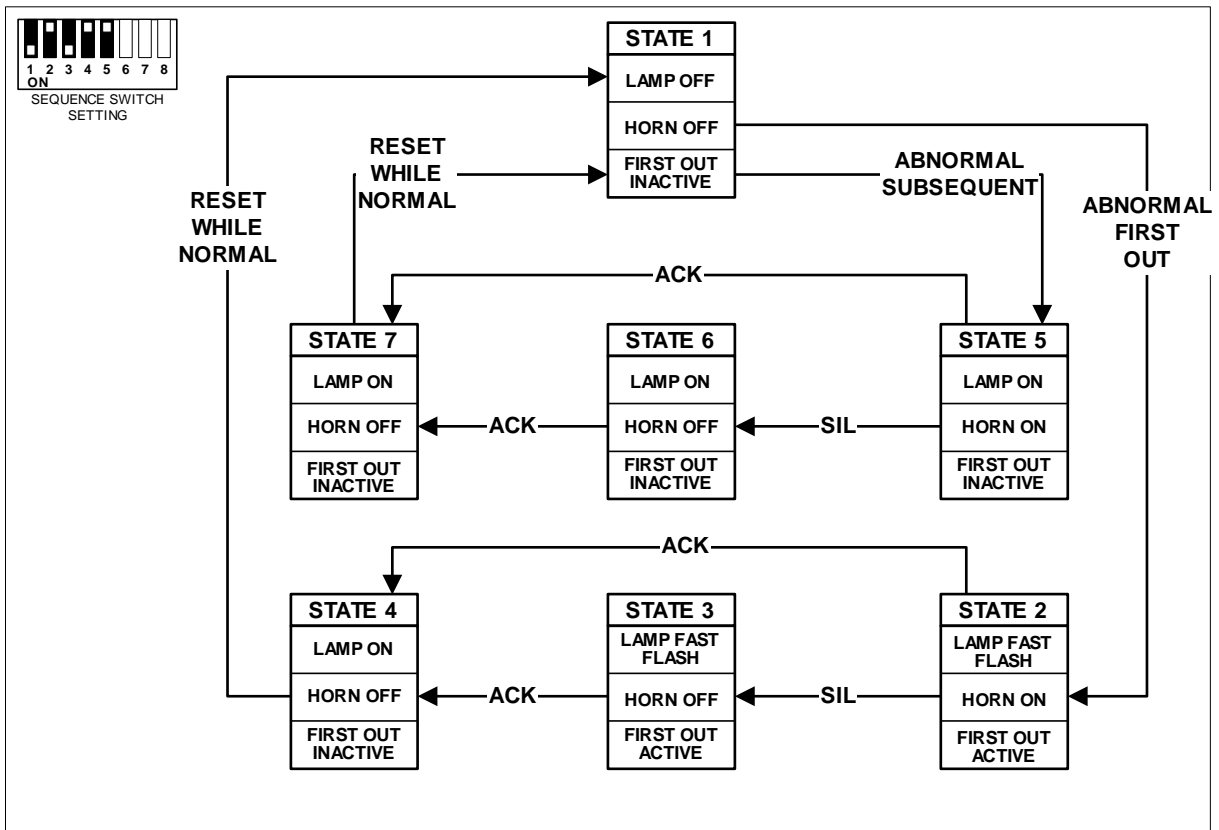 1 2 3 4 5 6 7 8
ON
SEQUENCE SWITCH
SETTING
STATE 1
LAMP OFF
HORN OFF
FIRST OUT
INACTIVE
RESET
WHILE
NORMAL
RESET
WHILE
NORMAL
ABNORMAL
SUBSEQUENT
ABNORMAL
FIRST
OUT
ACK
STATE 7
LAMP ON
HORN OFF
FIRST OUT
INACTIVE
ACK
STATE 6
LAMP ON
HORN OFF
FIRST OUT
INACTIVE
SIL
STATE 5
LAMP ON
HORN ON
FIRST OUT
INACTIVE
ACK
STATE 4
LAMP ON
HORN OFF
FIRST OUT
INACTIVE
ACK
STATE 3
LAMP FAST
FLASH
HORN OFF
FIRST OUT
ACTIVE
SIL
STATE 2
LAMP FAST
FLASH
HORN ON
FIRST OUT
ACTIVE